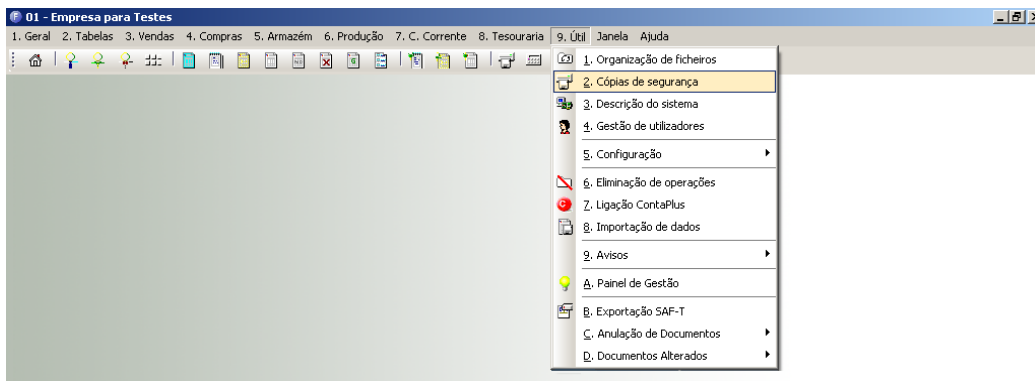 01 - Empresa para Testes
1. Geral 2. Tabelas 3. Vendas 4. Compras 5. Armazém 6. Produção 7. C. Corrente 8. Tesouraria 9. Útil Janela Ajuda
1. Organização de ficheiros
2. Cópias de segurança
3. Descrição do sistema
4. Gestão de utilizadores
5. Configuração
6. Eliminação de operações
7. Ligação ContaPlus
8. Importação de dados
9. Avisos
A. Painel de Gestão
B. Exportação SAF-T
C. Anulação de Documentos
D. Documentos Alterados